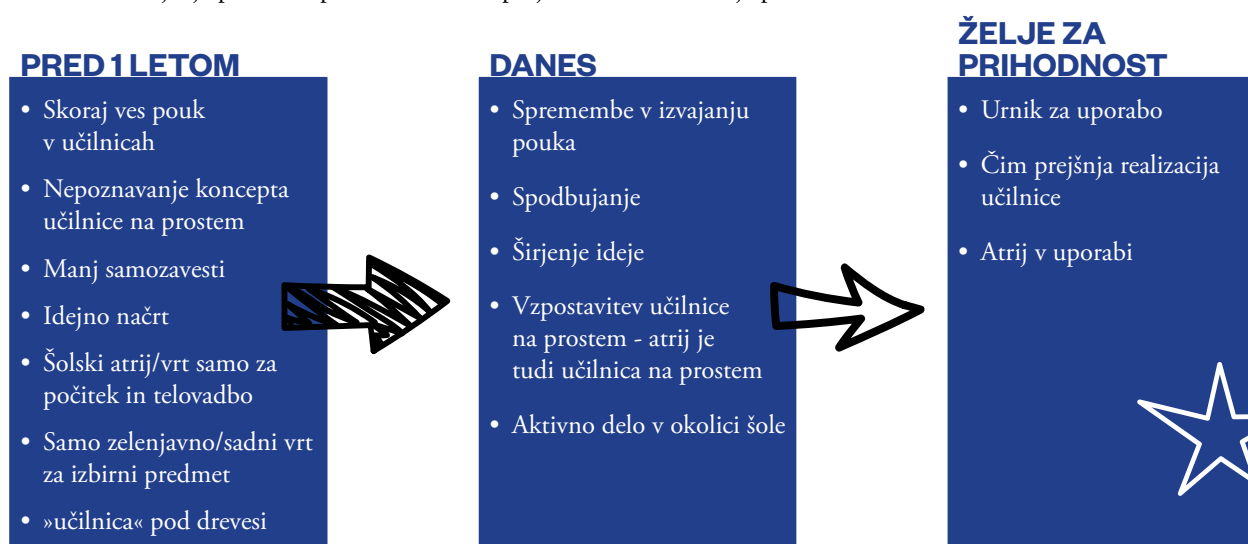 PRED 1 LETOM
• Skoraj ves pouk
v učilnicah
• Nepoznavanje koncepta
učilnice na prostem
• Manj samozavesti
• Idejno načrt
• Šolski atrij/vrt samo za
počitek in telovadbo
• Samo zelenjavno/sadni vrt
za izbirni predmet
• »učilnica« pod drevesi
DANES
• Spremembe v izvajanju
pouka
• Spodbujanje
• Širjenje ideje
• Vzpostavitev učilnice
na prostem - atrij je
tudi učilnica na prostem
• Aktivno delo v okolici šole
ŽELJE ZA
PRIHODNOST
• Urnik za uporabo
• Čim prejšnja realizacija
učilnice
• Atrij v uporabi